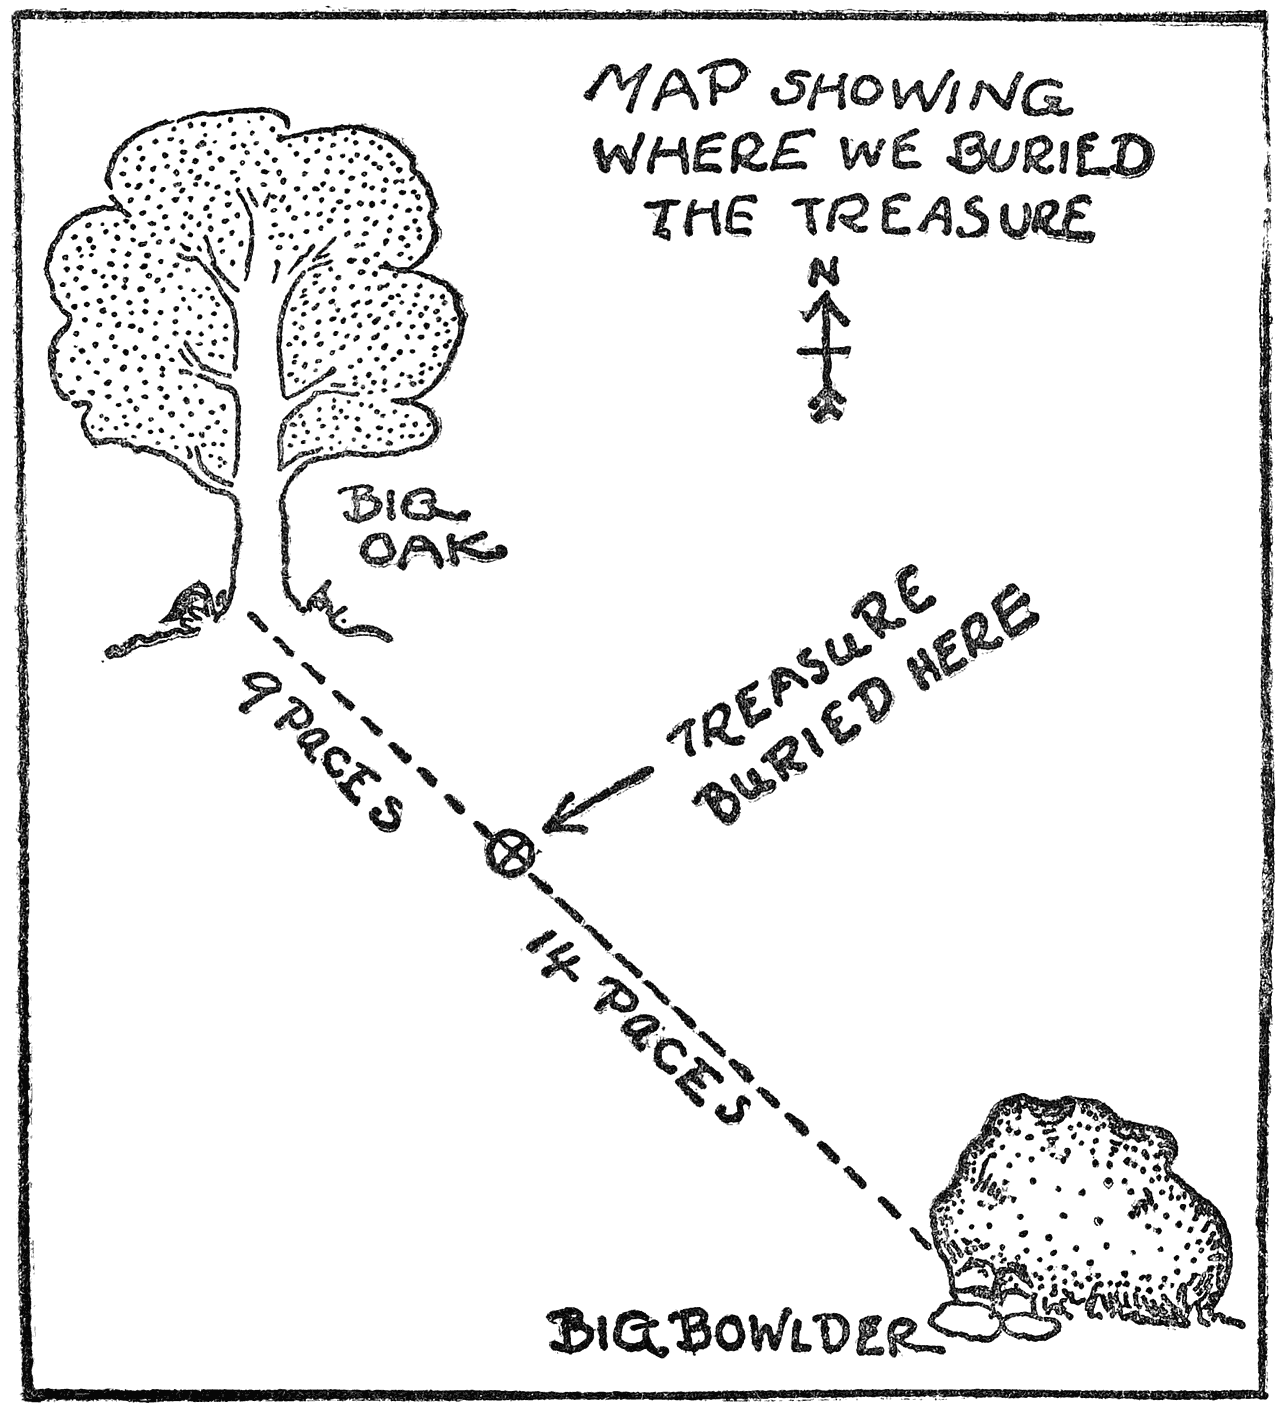 MAP SHOWING
WHERE WE BURIED
THE TREASURE
N
BIG
OAK
TREASURE
BURIED HERE
9 PACES
14 PACES
BIG BOWLDER